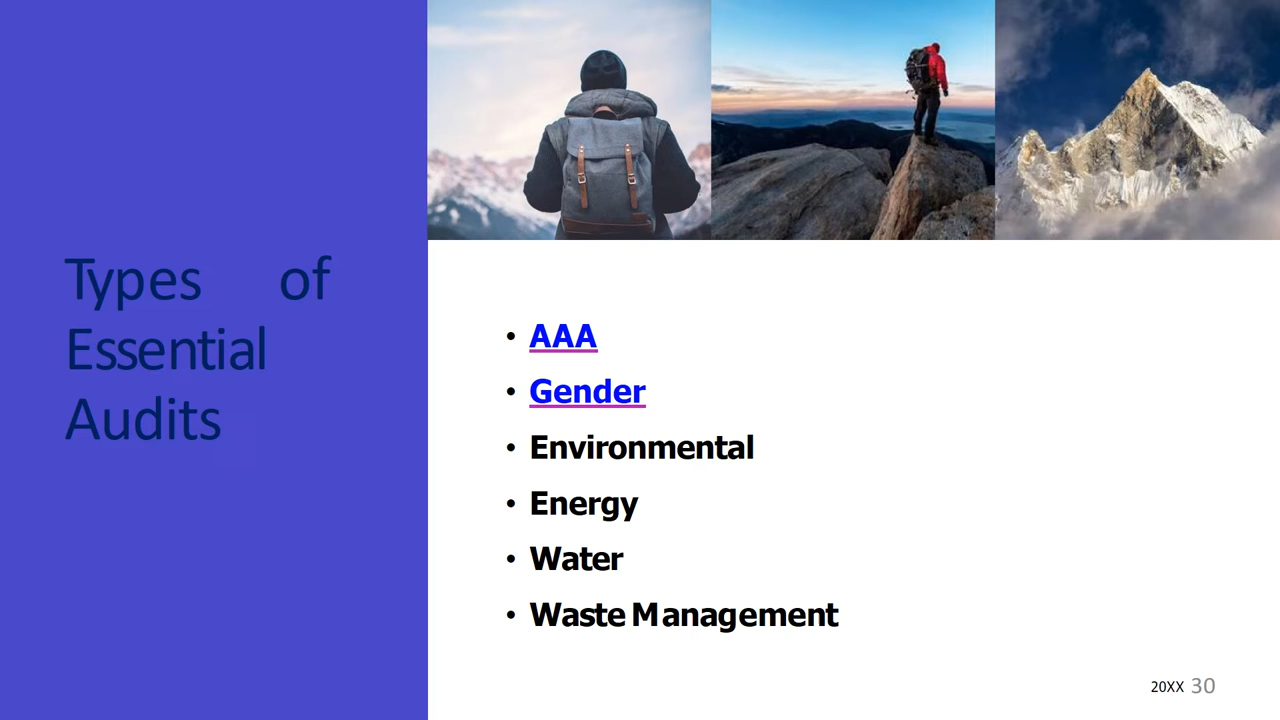 Types of
Essential
Audits
• AAA
• Gender
• Environmental
• Energy
• Water
• Waste Management
20XX 30